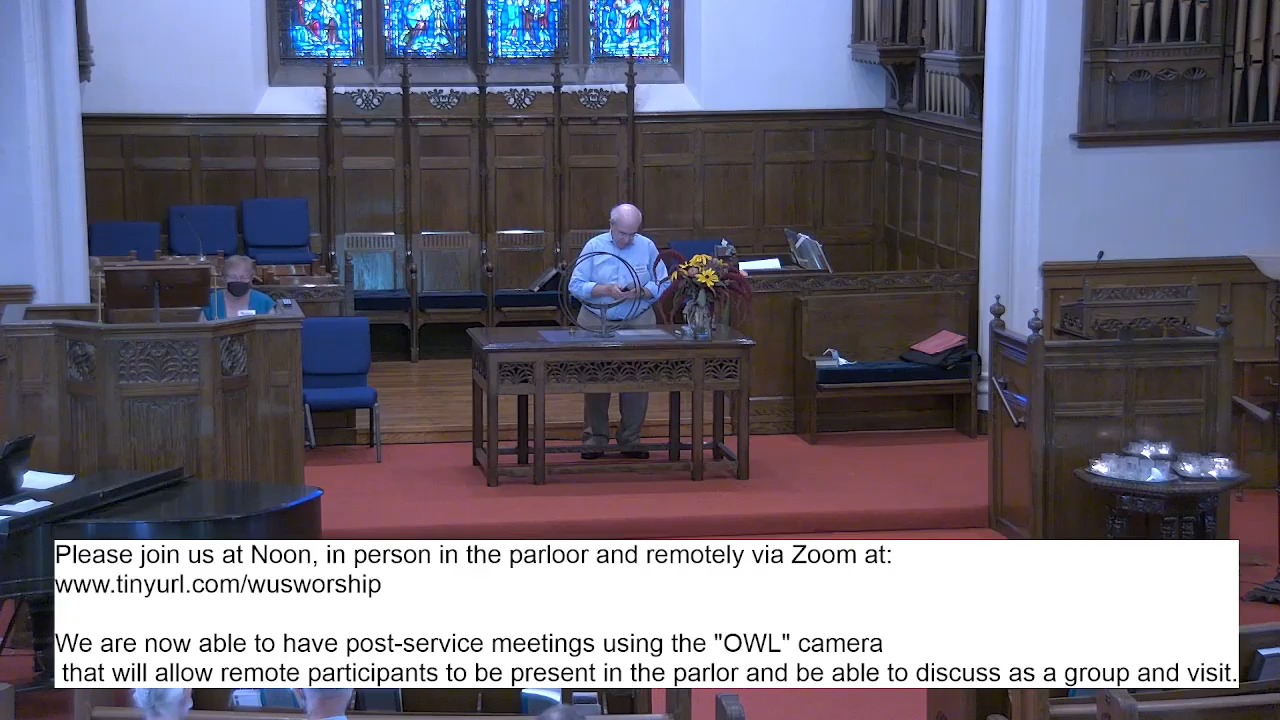 Please join us at Noon, in person in the parloor and remotely via Zoom at:
www.tinyurl.com/wusworship
We are now able to have post-service meetings using the "OWL" camera
that will allow remote participants to be present in the parlor and be able to discuss as a group and visit.